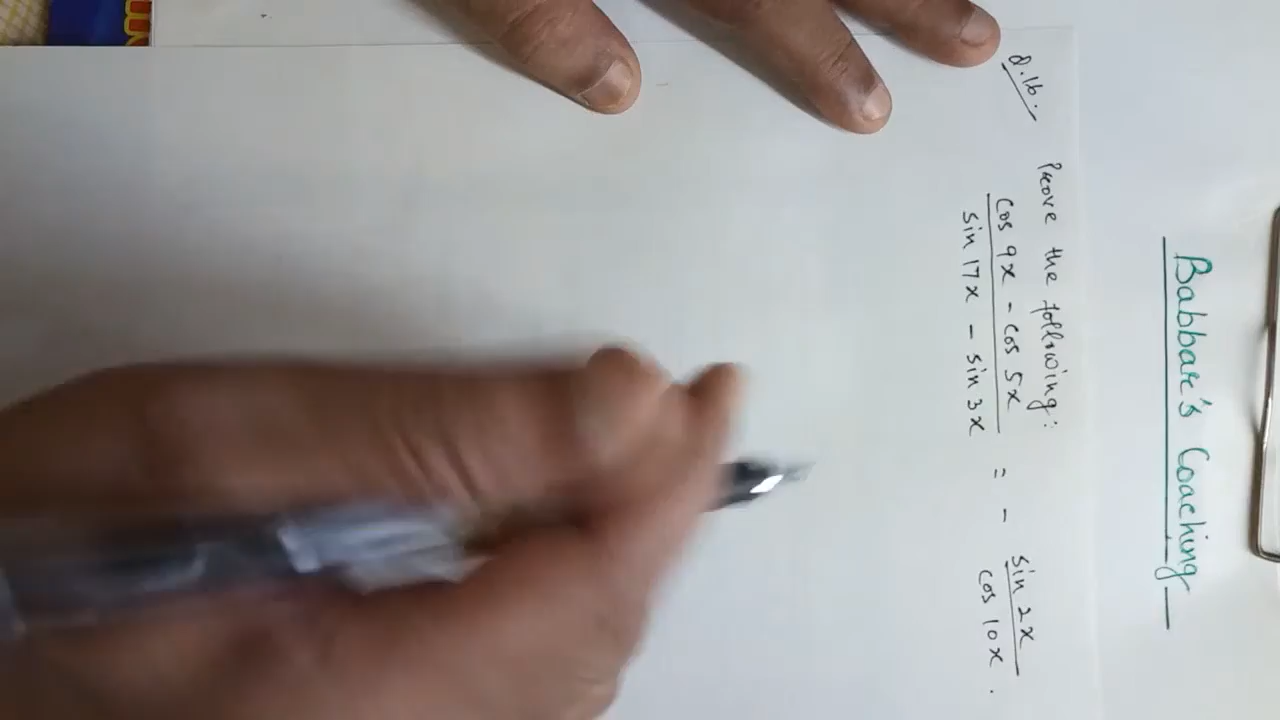 Babbar's Coaching
Q.16. Prove the following:
cos 9x - cos 5x / sin 17x - sin 3x = - sin 2x / cos 10x .